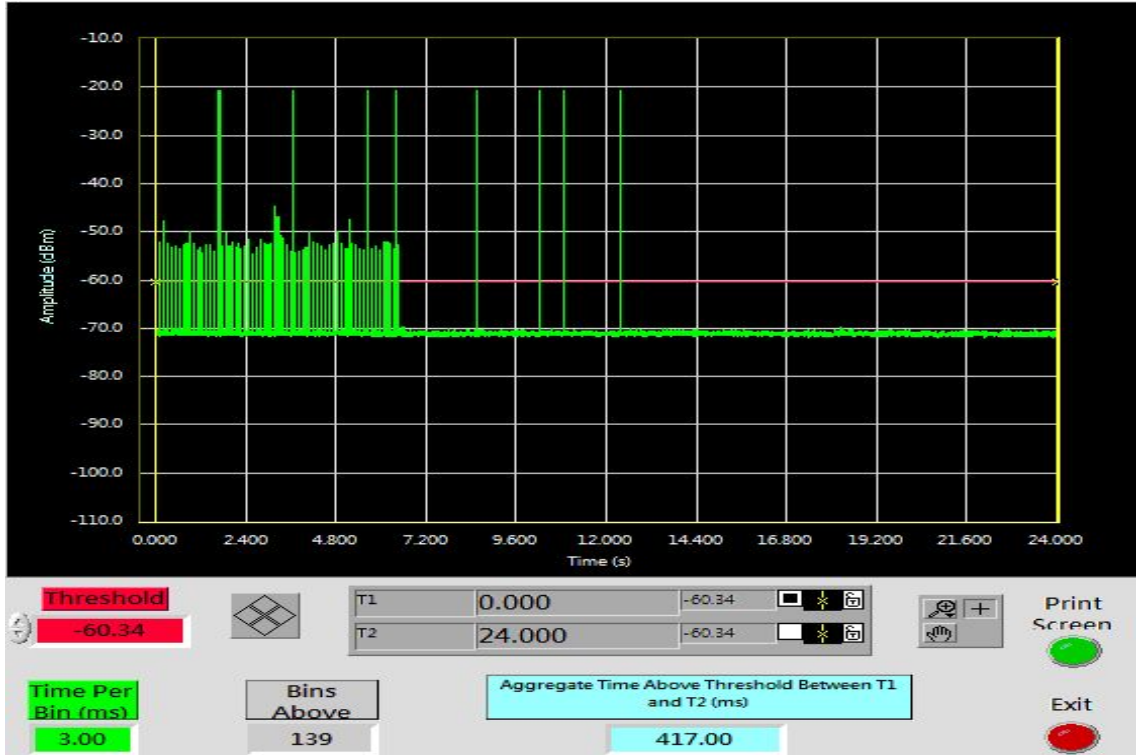 -10.0
-20.0
-30.0
-40.0
-50.0
-60.0
-70.0
-80.0
-90.0
-100.0
-110.0
Amplitude (dBm)
0.000 2.400 4.800 7.200 9.600 12.000 14.400 16.800 19.200 21.600 24.000
Time (s)
Threshold
-60.34
T1 0.000 -60.34
T2 24.000 -60.34
Print
Screen
Time Per
Bin (ms)
3.00
Bins
Above
139
Aggregate Time Above Threshold Between T1
and T2 (ms)
417.00
Exit